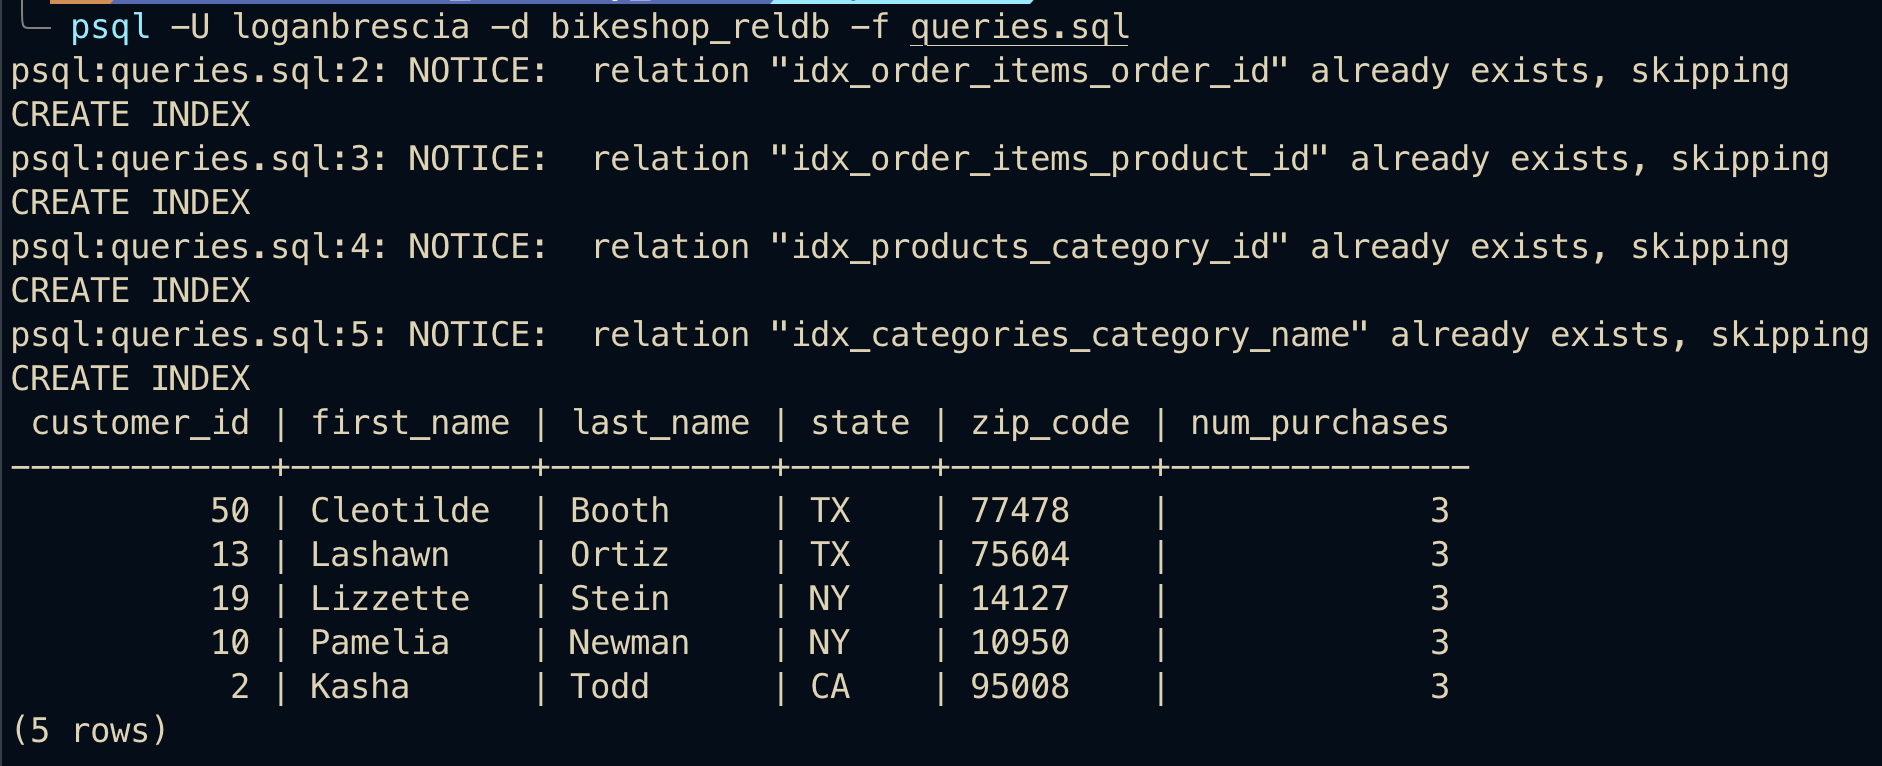 psql -U loganbrescia -d bikeshop_reldb -f queries.sql
psql:queries.sql:2: NOTICE:  relation "idx_order_items_order_id" already exists, skipping
CREATE INDEX
psql:queries.sql:3: NOTICE:  relation "idx_order_items_product_id" already exists, skipping
CREATE INDEX
psql:queries.sql:4: NOTICE:  relation "idx_products_category_id" already exists, skipping
CREATE INDEX
psql:queries.sql:5: NOTICE:  relation "idx_categories_category_name" already exists, skipping
CREATE INDEX
 customer_id | first_name | last_name | state | zip_code | num_purchases
-------------+------------+-----------+-------+----------+---------------
          50 | Cleotilde  | Booth     | TX    | 77478    |             3
          13 | Lashawn    | Ortiz     | TX    | 75604    |             3
          19 | Lizzette   | Stein     | NY    | 14127    |             3
          10 | Pamelia    | Newman    | NY    | 10950    |             3
           2 | Kasha      | Todd      | CA    | 95008    |             3
(5 rows)